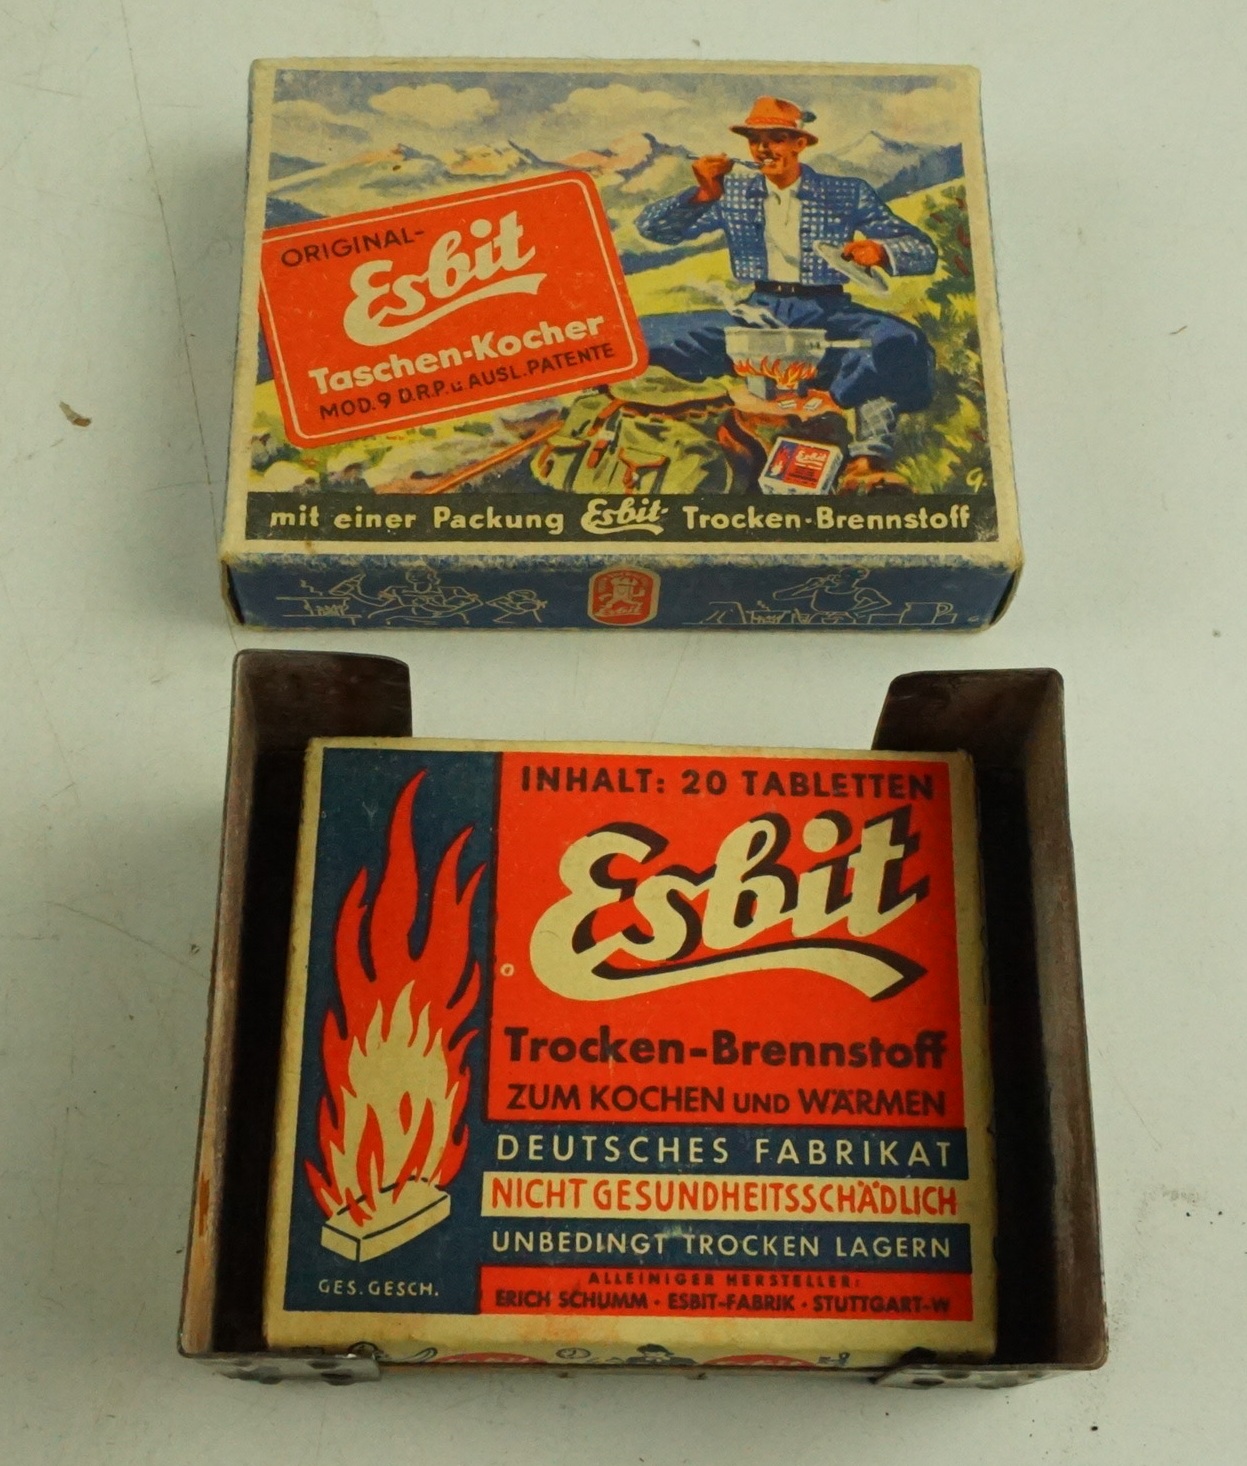 ORIGINAL-
Esbit
Taschen-Kocher
MOD.9 D.R.P.u.AUSL.PATENTE
Esbit
G.
mit einer Packung Esbit- Trocken-Brennstoff
Esbit
INHALT: 20 TABLETTEN
Esbit
Trocken-Brennstoff
ZUM KOCHEN UND WÄRMEN
DEUTSCHES FABRIKAT
NICHT GESUNDHEITSSCHÄDLICH
UNBEDINGT TROCKEN LAGERN
GES. GESCH.
ALLEINIGER HERSTELLER:
ERICH SCHUMM · ESBIT-FABRIK · STUTTGART-W